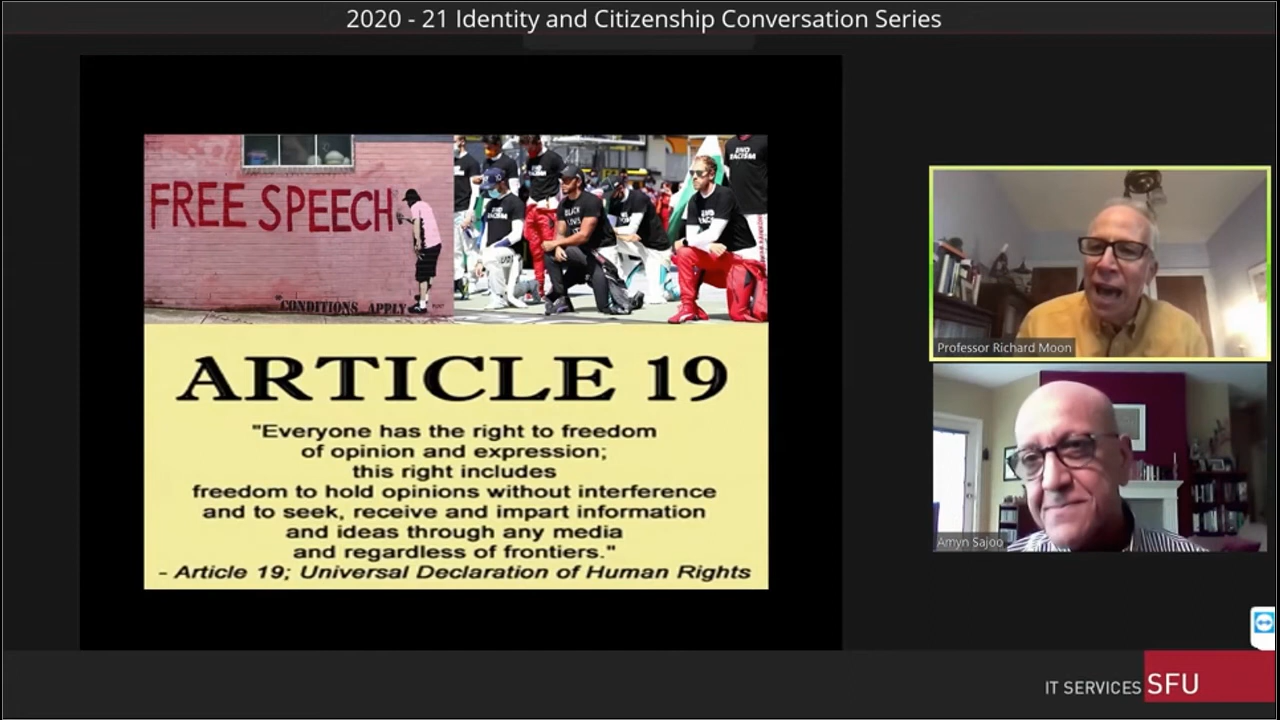 2020 - 21 Identity and Citizenship Conversation Series
FREE SPEECH
CONDITIONS APPLY
END
RACISM
BLACK
LIVES
END
ARTICLE 19
"Everyone has the right to freedom
of opinion and expression;
this right includes
freedom to hold opinions without interference
and to seek, receive and impart information
and ideas through any media
and regardless of frontiers."
- Article 19; Universal Declaration of Human Rights
Professor Richard Moon
Amyn Sajoo
IT SERVICES SFU